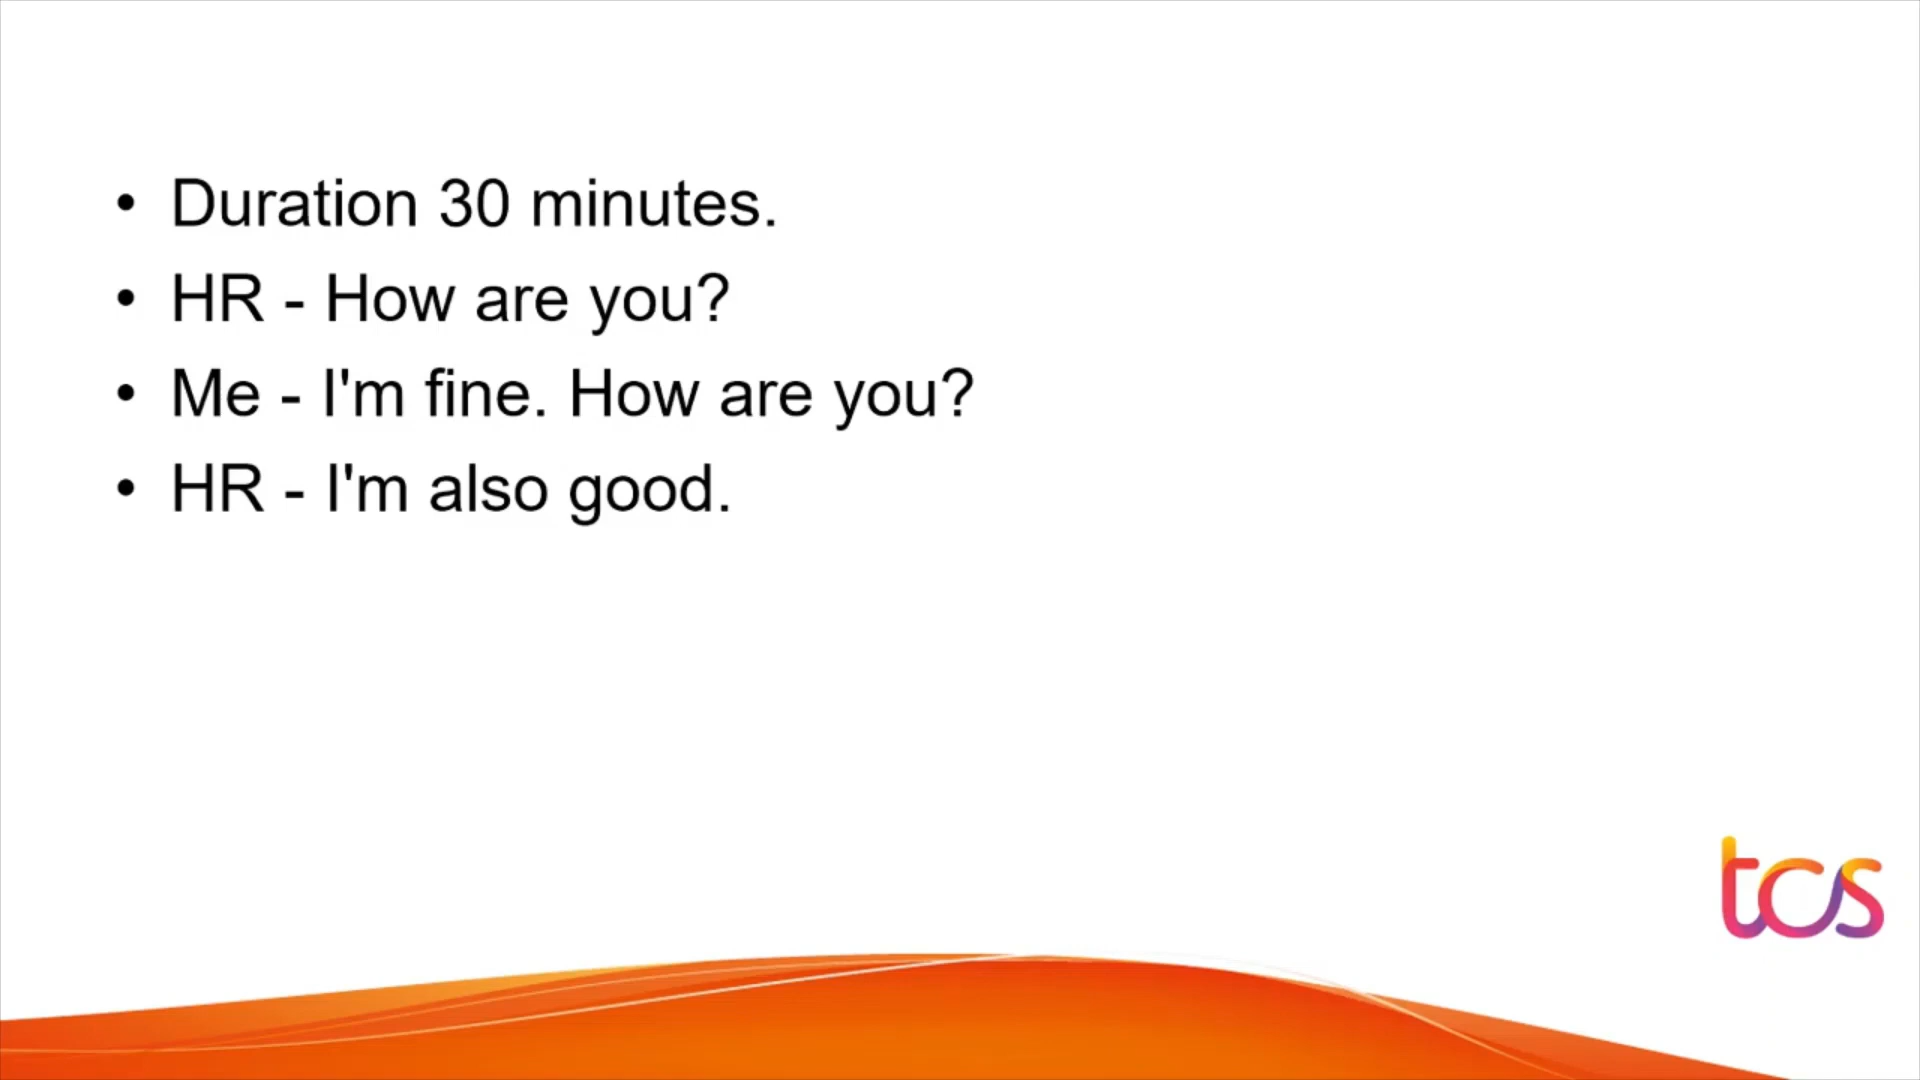 • Duration 30 minutes.
• HR - How are you?
• Me - I'm fine. How are you?
• HR - I'm also good.
tcs